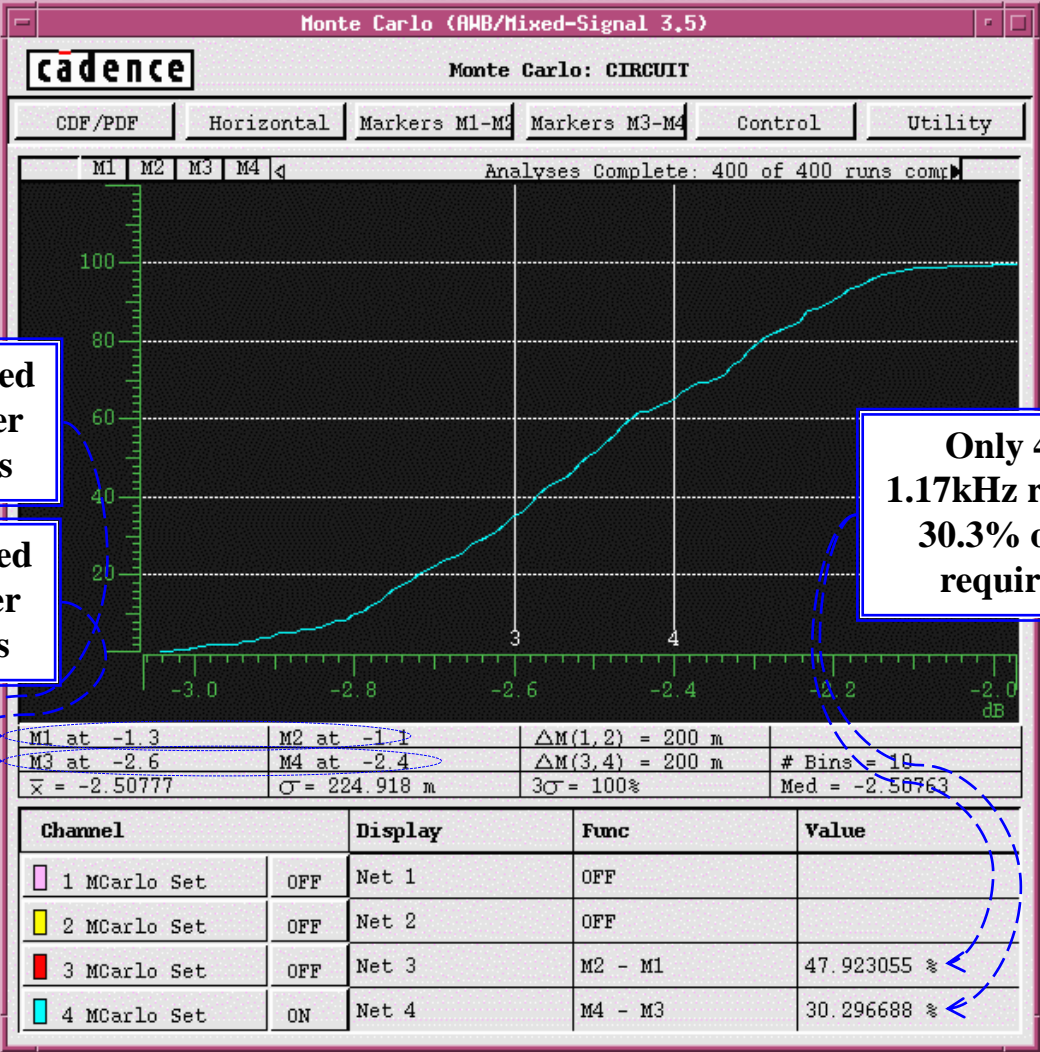 Monte Carlo (AWB/Mixed-Signal 3.5)
cādence
Monte Carlo: CIRCUIT
CDF/PDF Horizontal Markers M1-M2 Markers M3-M4 Control Utility
M1 M2 M3 M4 Analyses Complete: 400 of 400 runs comp
100
80
60
40
20
3 4
-3.0 -2.8 -2.6 -2.4 -2.2 -2.0
dB
ed
er
s
ed
er
s
Only 4
1.17kHz r
30.3% o
requir
M1 at -1.3 M2 at -1.1 △M(1,2) = 200 m
M3 at -2.6 M4 at -2.4 △M(3,4) = 200 m # Bins = 10
x̅ = -2.50777 σ = 224.918 m 3σ = 100% Med = -2.50763
Channel Display Func Value
1 MCarlo Set OFF Net 1 OFF
2 MCarlo Set OFF Net 2 OFF
3 MCarlo Set OFF Net 3 M2 - M1 47.923055 %
4 MCarlo Set ON Net 4 M4 - M3 30.296688 %